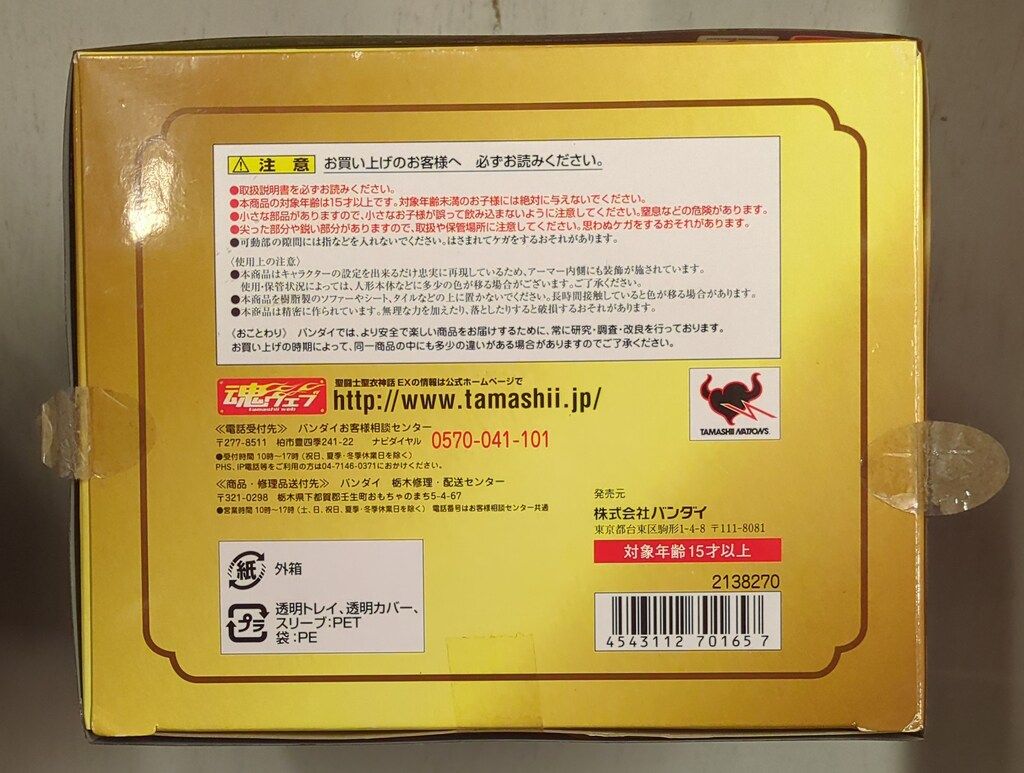 注意 お買い上げのお客様へ 必ずお読みください。
●取扱説明書を必ずお読みください。
●本商品の対象年齢は15才以上です。対象年齢未満のお子様には絶対に与えないでください。
●小さな部品がありますので、小さなお子様が誤って飲み込まないように注意してください。窒息などの危険があります。
●尖った部分や鋭い部分がありますので、取扱や保管場所に注意してください。思わぬケガをするおそれがあります。
●可動部の隙間には指などを入れないでください。はさまれてケガをするおそれがあります。
〈使用上の注意〉
●本商品はキャラクターの設定を出来るだけ忠実に再現しているため、アーマー内側にも装飾が施されています。
使用・保管状況によっては、人形本体などに多少の色が移る場合がございます。ご了承ください。
●本商品を樹脂製のソファーやシート、タイルなどの上に置かないでください。長時間接触していると色が移る場合があります。
●本商品は精密に作られています。無理な力を加えたり、落としたりすると破損するおそれがあります。
〈おことわり〉 バンダイでは、より安全で楽しい商品をお届けするために、常に研究・調査・改良を行っております。
お買い上げの時期によって、同一商品の中にも多少の違いがある場合がありますのでご了承ください。
魂ウェブ
tamashii web
聖闘士聖衣神話 EXの情報は公式ホームページで
http://www.tamashii.jp/
TAMASHII NATIONS
≪電話受付先≫ バンダイお客様相談センター
〒277-8511 柏市豊四季241-22 ナビダイヤル 0570-041-101
●受付時間 10時〜17時 (祝日、夏季・冬季休業日を除く)
PHS、IP電話等をご利用の方は04-7146-0371におかけください。
≪商品・修理品送付先≫ バンダイ 栃木修理・配送センター
〒321-0298 栃木県下都賀郡壬生町おもちゃのまち5-4-67
●営業時間 10時〜17時 (土、日、祝日、夏季・冬季休業日を除く) 電話番号はお客様相談センター共通
発売元
株式会社バンダイ
東京都台東区駒形1-4-8 〒111-8081
対象年齢15才以上
2138270
4543112 701657
紙 外箱
プラ 透明トレイ、透明カバー、
スリーブ:PET
袋:PE